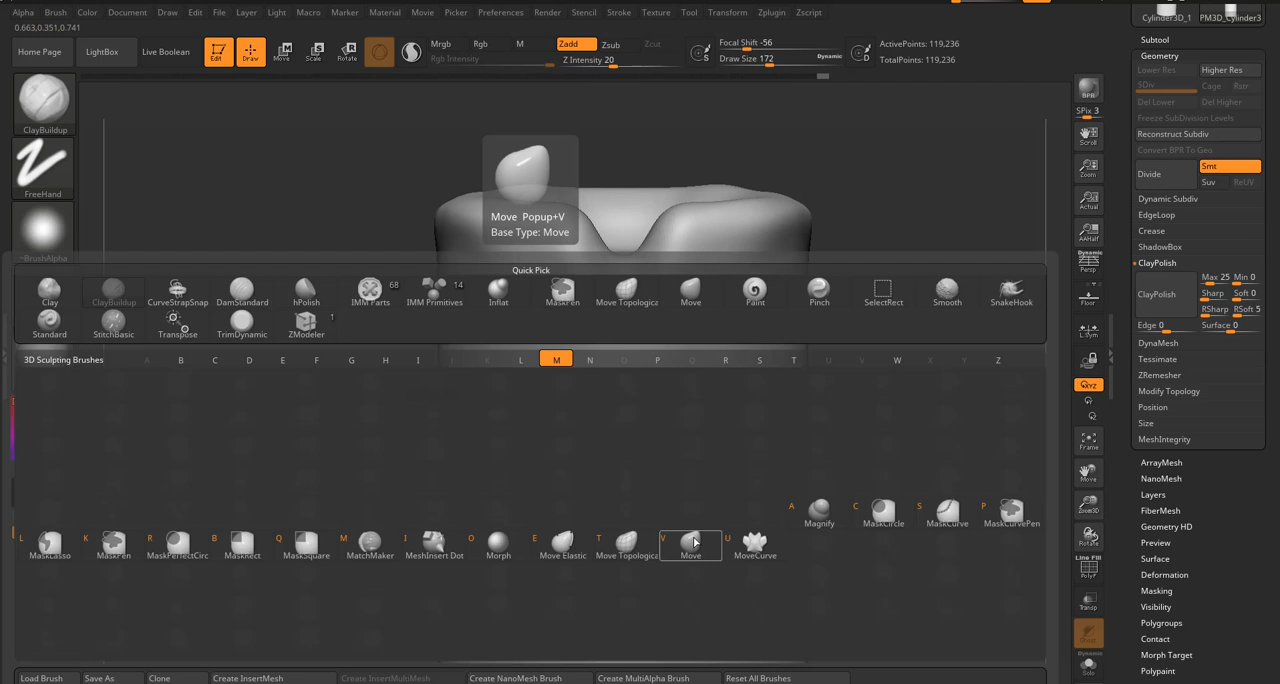 Alpha Brush Color Document Draw Edit File Layer Light Macro Marker Material Movie Picker Preferences Render Stencil Stroke Texture Tool Transform Zplugin Zscript
0.663,0.351,0.741
Home Page LightBox Live Boolean Edit Draw Move Scale Rotate
Mrgb Rgb M
Rgb Intensity
Zadd Zsub Zcut
Z Intensity 20
S
Focal Shift -56
Draw Size 172 Dynamic
D
ActivePoints: 119,236
TotalPoints: 119,236
ClayBuildup
FreeHand
~BrushAlpha
Move Popup+V
Base Type: Move
Quick Pick
Clay ClayBuildup CurveStrapSnap DamStandard hPolish IMM Parts 68 IMM Primitives 14 Inflat MaskPen Move Topologica Move Paint Pinch SelectRect Smooth SnakeHook
Standard StitchBasic Transpose TrimDynamic ZModeler 1
3D Sculpting Brushes A B C D E F G H I J K L M N O P Q R S T U V W X Y Z
A Magnify C MaskCircle S MaskCurve P MaskCurvePen
L MaskLasso K MaskPen R MaskPerfectCirc B MaskRect Q MaskSquare M MatchMaker I MeshInsert Dot O Morph E Move Elastic T Move Topologica V Move U MoveCurve
Load Brush Save As Clone Create InsertMesh Create InsertMultiMesh Create NanoMesh Brush Create MultiAlpha Brush Reset All Brushes
BPR
SPix 3
Scroll
Zoom
Actual
AAHalf
Dynamic
Persp
Floor
L.Sym
XYZ
Frame
Move
Zoom3D
Rotate
Line Fill
PolyF
Transp
Dynamic
Solo
Cylinder3D_1 PM3D_Cylinder3
Subtool
Geometry
Lower Res Higher Res
SDiv Cage Rstr
Del Lower Del Higher
Freeze SubDivision Levels
Reconstruct Subdiv
Convert BPR To Geo
Divide Smt
Suv ReUV
Dynamic Subdiv
EdgeLoop
Crease
ShadowBox
ClayPolish
ClayPolish Max 25 Min 0
Sharp Soft 0
RSharp RSoft 5
Edge 0 Surface 0
DynaMesh
Tessimate
ZRemesher
Modify Topology
Position
Size
MeshIntegrity
ArrayMesh
NanoMesh
Layers
FiberMesh
Geometry HD
Preview
Surface
Deformation
Masking
Visibility
Polygroups
Contact
Morph Target
Polypaint